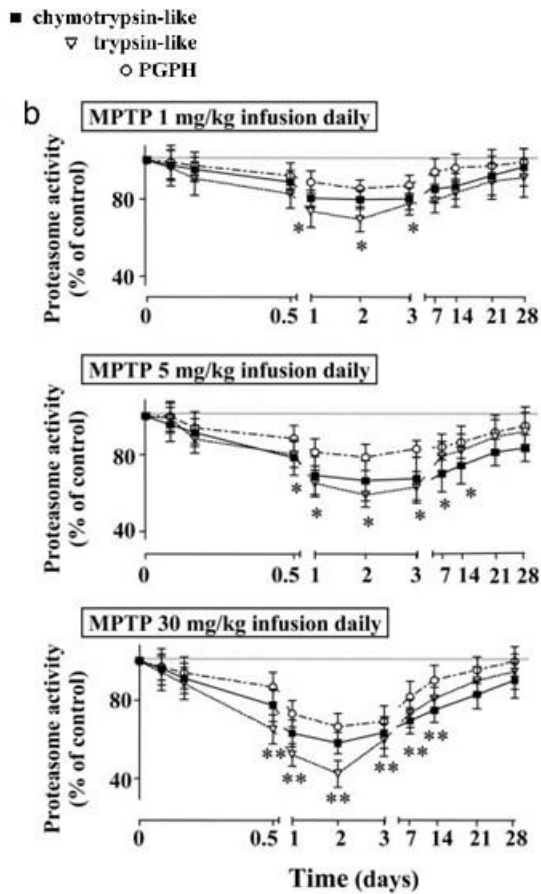 ■ chymotrypsin-like
▽ trypsin-like
○ PGPH
b
MPTP 1 mg/kg infusion daily
Proteasome activity
(% of control)
80
40
* * *
0 0.5 1 2 3 7 14 21 28
MPTP 5 mg/kg infusion daily
Proteasome activity
(% of control)
80
40
* * * * * *
0 0.5 1 2 3 7 14 21 28
MPTP 30 mg/kg infusion daily
Proteasome activity
(% of control)
80
40
** ** ** ** ** **
0 0.5 1 2 3 7 14 21 28
Time (days)